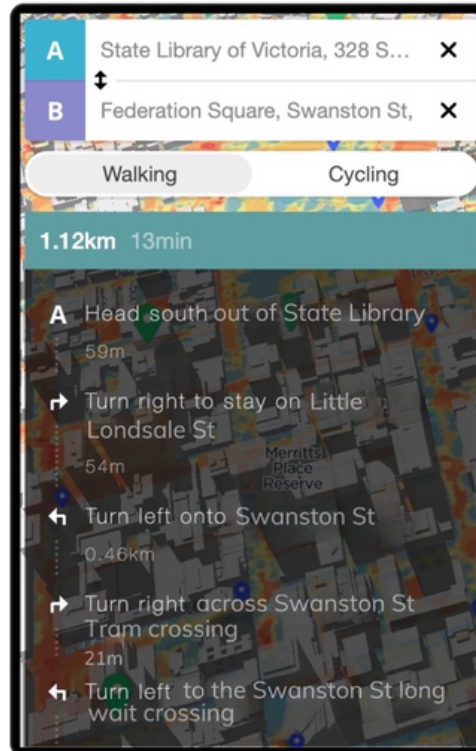 A State Library of Victoria, 328 S...
B Federation Square, Swanston St,
Walking Cycling
1.12km 13min
A Head south out of State Library
59m
Turn right to stay on Little
Londsale St
54m
Merritts
Place
Reserve
Turn left onto Swanston St
0.46km
Turn right across Swanston St
Tram crossing
21m
Turn left to the Swanston St long
wait crossing